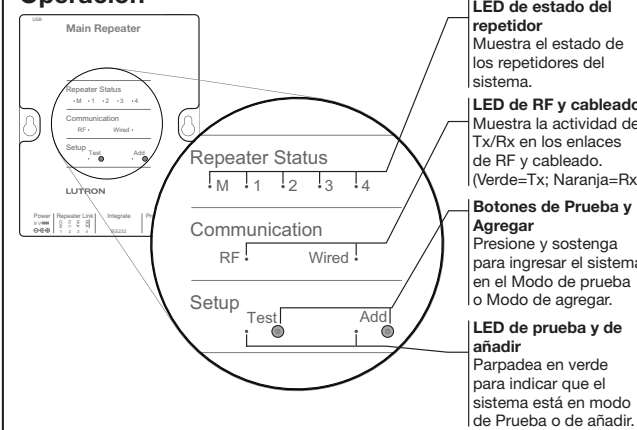 Operación
USB
Main Repeater
Repeater Status
M 1 2 3 4
Communication
RF Wired
Setup
Test Add
LUTRON
Power Repeater Link Integrate
9 V
1 2 3 4 RS232
Repeater Status
M 1 2 3 4
Communication
RF Wired
Setup
Test Add
LED de estado del
repetidor
Muestra el estado de
los repetidores del
sistema.
LED de RF y cableado
Muestra la actividad de
Tx/Rx en los enlaces
de RF y cableado.
(Verde=Tx; Naranja=Rx
Botones de Prueba y
Agregar
Presione y sostenga
para ingresar el sistema
en el Modo de prueba
o Modo de agregar.
LED de prueba y de
añadir
Parpadea en verde
para indicar que el
sistema está en modo
de Prueba o de añadir.